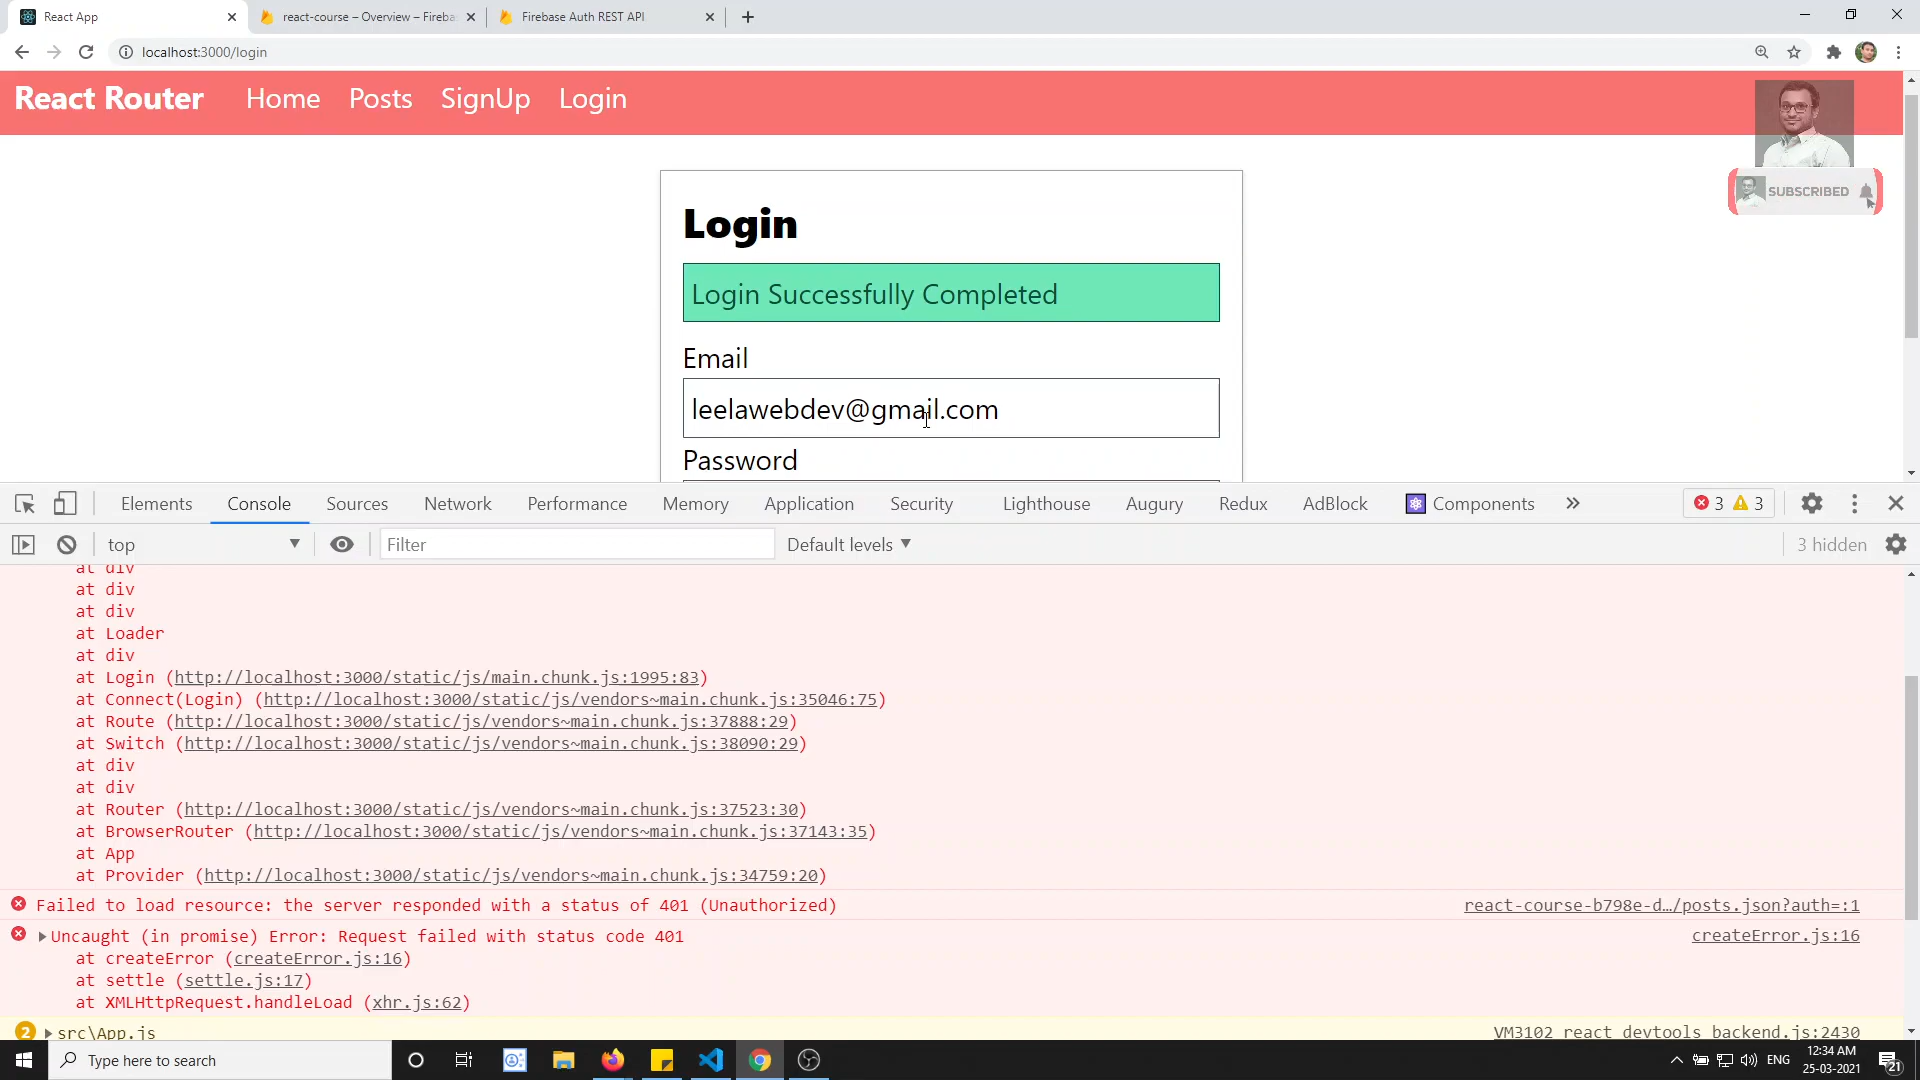 React App
react-course – Overview – Fireba
Firebase Auth REST API
localhost:3000/login
React Router
Home
Posts
SignUp
Login
SUBSCRIBED
Login
Login Successfully Completed
Email
leelawebdev@gmail.com
Password
Elements
Console
Sources
Network
Performance
Memory
Application
Security
Lighthouse
Augury
Redux
AdBlock
Components
3
3
top
Filter
Default levels
3 hidden
at div
at div
at div
at Loader
at div
at Login (http://localhost:3000/static/js/main.chunk.js:1995:83)
at Connect(Login) (http://localhost:3000/static/js/vendors~main.chunk.js:35046:75)
at Route (http://localhost:3000/static/js/vendors~main.chunk.js:37888:29)
at Switch (http://localhost:3000/static/js/vendors~main.chunk.js:38090:29)
at div
at div
at Router (http://localhost:3000/static/js/vendors~main.chunk.js:37523:30)
at BrowserRouter (http://localhost:3000/static/js/vendors~main.chunk.js:37143:35)
at App
at Provider (http://localhost:3000/static/js/vendors~main.chunk.js:34759:20)
Failed to load resource: the server responded with a status of 401 (Unauthorized) react-course-b798e-d…/posts.json?auth=:1
Uncaught (in promise) Error: Request failed with status code 401 createError.js:16
at createError (createError.js:16)
at settle (settle.js:17)
at XMLHttpRequest.handleLoad (xhr.js:62)
2 src\App.js VM3102 react devtools backend.js:2430
Type here to search
ENG
12:34 AM
25-03-2021
21